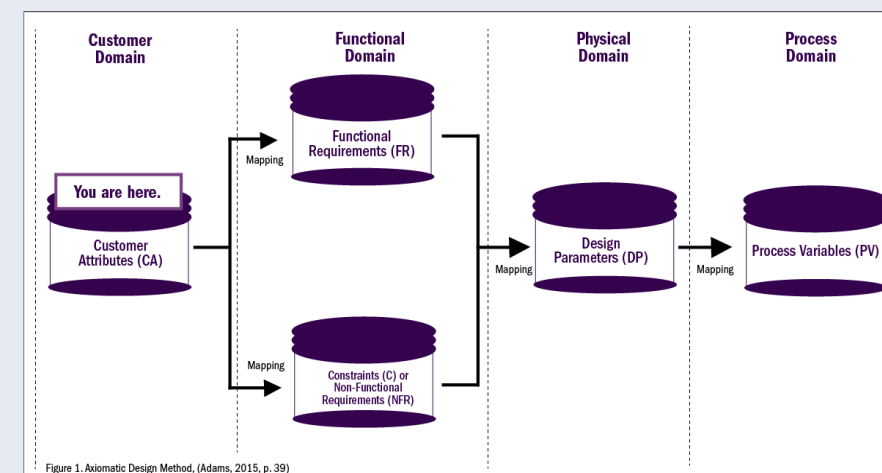 Customer
Domain
Functional
Domain
Physical
Domain
Process
Domain
You are here.
Customer
Attributes (CA)
Mapping
Functional
Requirements (FR)
Mapping
Constraints (C) or
Non-Functional
Requirements (NFR)
Mapping
Design
Parameters (DP)
Mapping
Process Variables (PV)
Figure 1. Axiomatic Design Method, (Adams, 2015, p. 39)